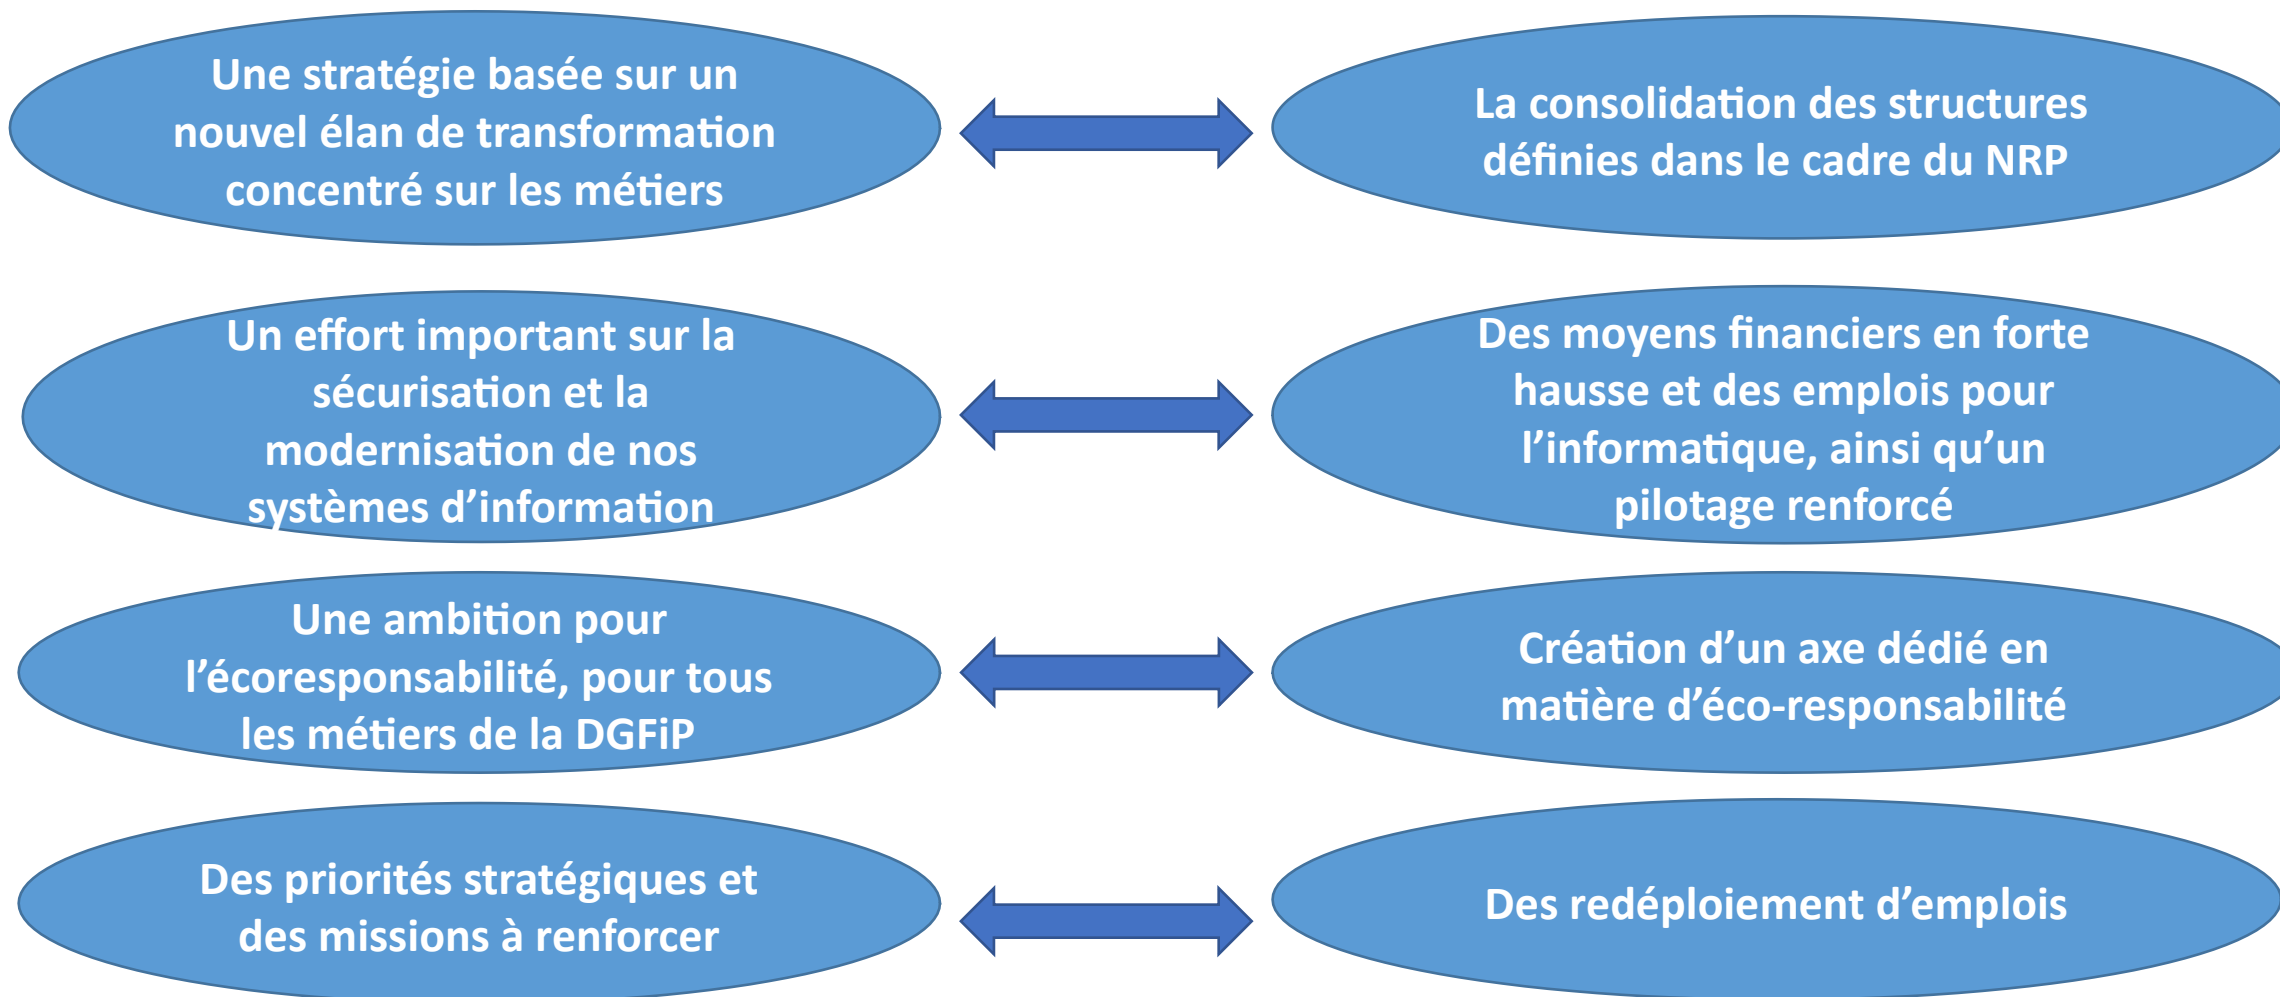 Une stratégie basée sur un
nouvel élan de transformation
concentré sur les métiers
La consolidation des structures
définies dans le cadre du NRP
Un effort important sur la
sécurisation et la
modernisation de nos
systèmes d’information
Des moyens financiers en forte
hausse et des emplois pour
l’informatique, ainsi qu’un
pilotage renforcé
Une ambition pour
l’écoresponsabilité, pour tous
les métiers de la DGFiP
Création d’un axe dédié en
matière d’éco-responsabilité
Des priorités stratégiques et
des missions à renforcer
Des redéploiement d’emplois